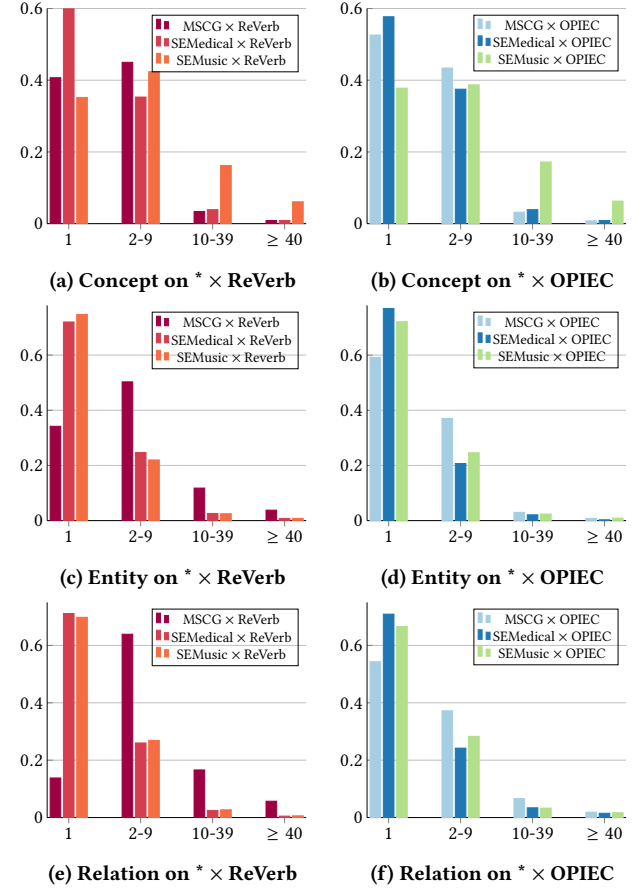 0.6
0.4
0.2
0
MSCG × ReVerb
SEMedical × ReVerb
SEMusic × ReVerb
1 2-9 10-39 ≥ 40
(a) Concept on * × ReVerb
0.6
0.4
0.2
0
MSCG × OPIEC
SEMedical × OPIEC
SEMusic × OPIEC
1 2-9 10-39 ≥ 40
(b) Concept on * × OPIEC
0.6
0.4
0.2
0
MSCG × ReVerb
SEMedical × ReVerb
SEMusic × Reverb
1 2-9 10-39 ≥ 40
(c) Entity on * × ReVerb
0.6
0.4
0.2
0
MSCG × OPIEC
SEMedical × OPIEC
SEMusic × OPIEC
1 2-9 10-39 ≥ 40
(d) Entity on * × OPIEC
0.6
0.4
0.2
0
MSCG × ReVerb
SEMedical × ReVerb
SEMusic × ReVerb
1 2-9 10-39 ≥ 40
(e) Relation on * × ReVerb
0.6
0.4
0.2
0
MSCG × OPIEC
SEMedical × OPIEC
SEMusic × OPIEC
1 2-9 10-39 ≥ 40
(f) Relation on * × OPIEC